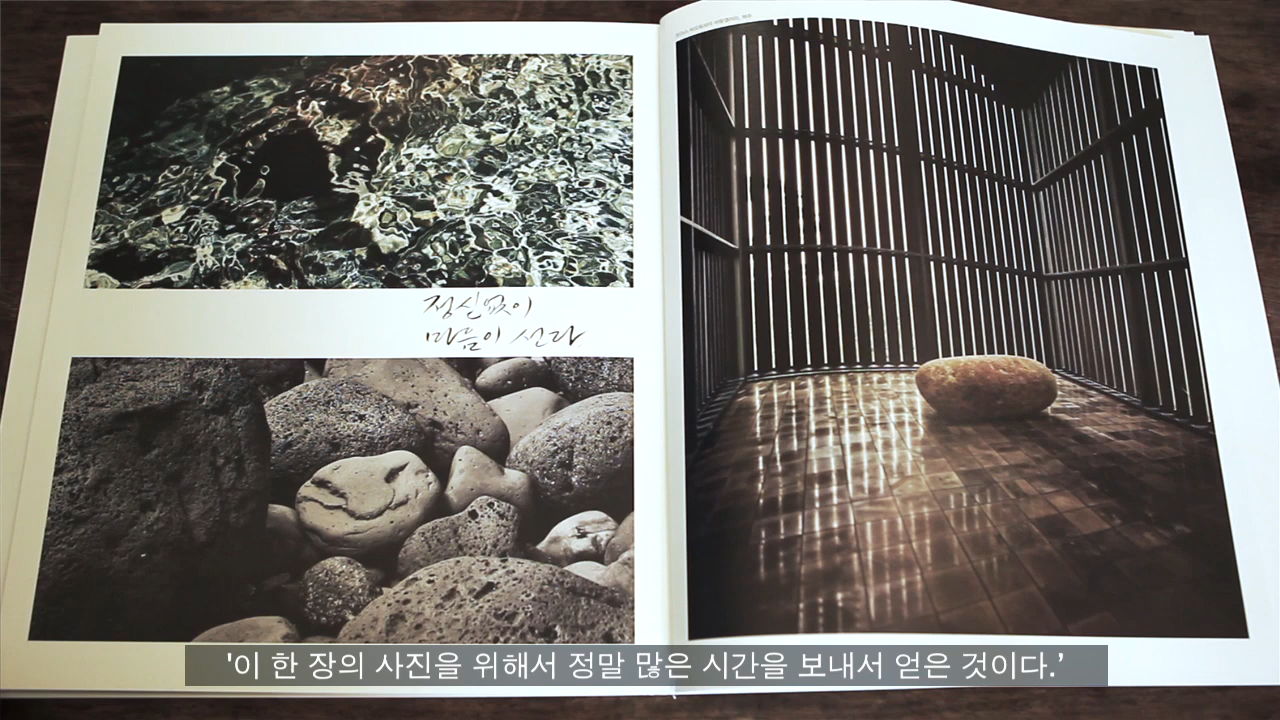 정신없이
마음이 선다
'이 한 장의 사진을 위해서 정말 많은 시간을 보내서 얻은 것이다.’